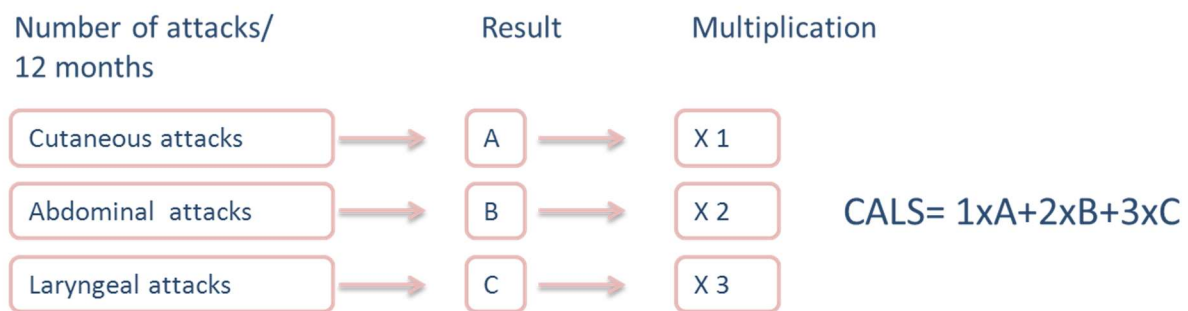 Number of attacks/
12 months
Result
Multiplication
Cutaneous attacks
A
X 1
Abdominal attacks
B
X 2
CALS= 1xA+2xB+3xC
Laryngeal attacks
C
X 3